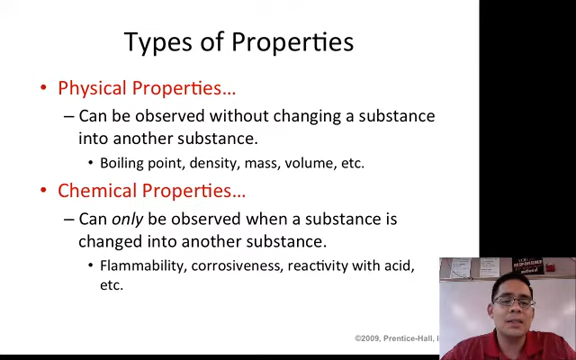 Types of Properties
• Physical Properties…
– Can be observed without changing a substance
into another substance.
• Boiling point, density, mass, volume, etc.
• Chemical Properties…
– Can only be observed when a substance is
changed into another substance.
• Flammability, corrosiveness, reactivity with acid,
etc.
©2009, Prentice-Hall,